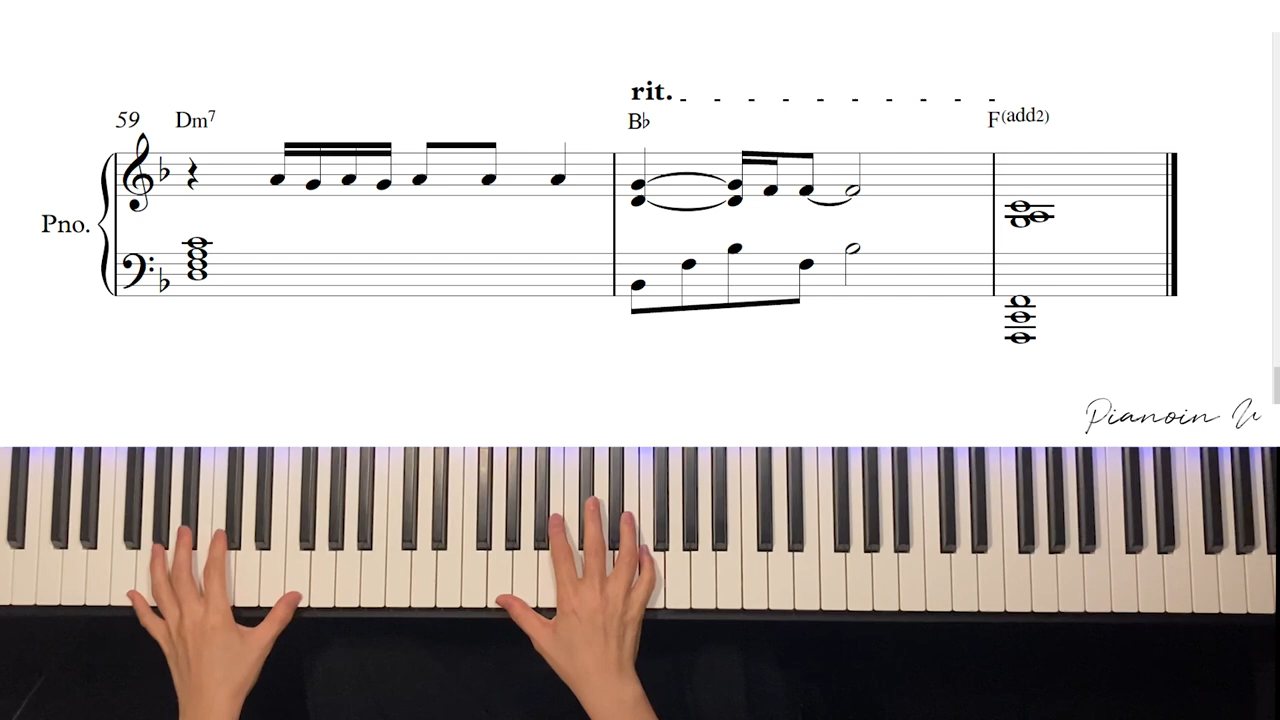 rit.
59 Dm7 B♭ F(add2)
Pno.
Pianoin U